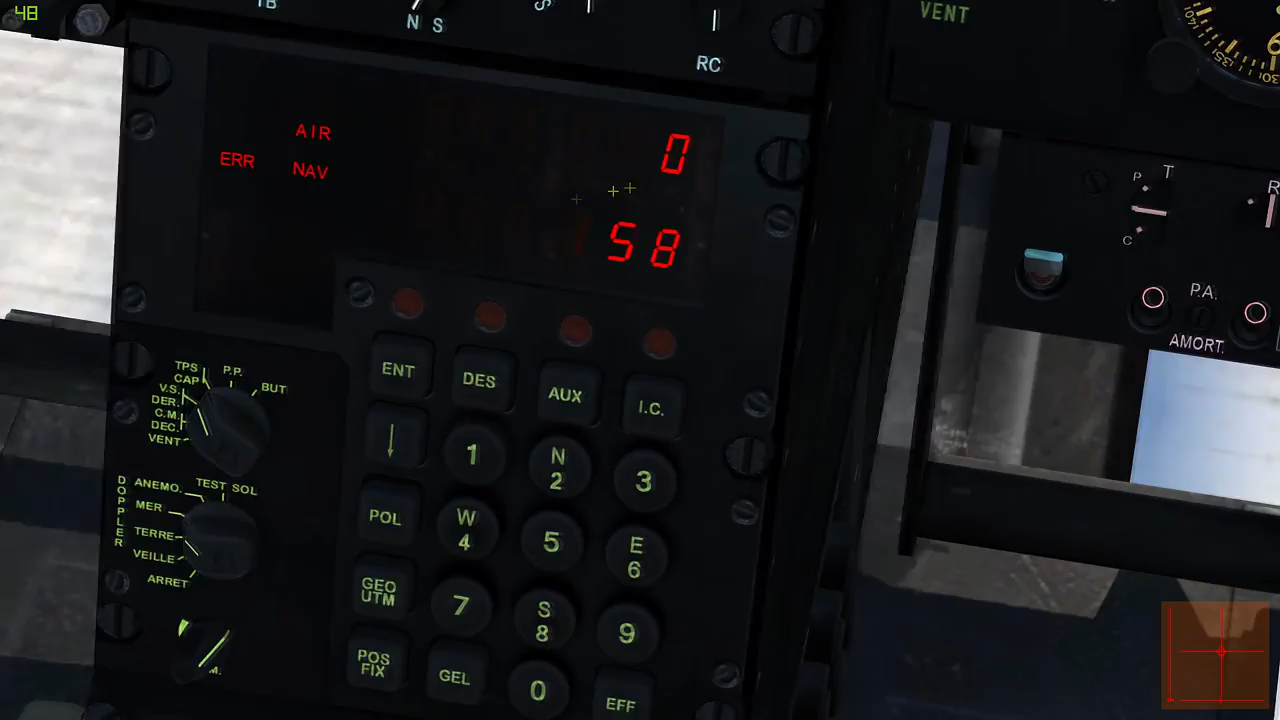 48
TB
N S
RC
VENT
AIR
ERR
NAV
0
58
TPS
CAP
P.P.
BUT
V.S.
DER.
C.M.
DEC.
VENT
DOPPLER
ANEMO.
TEST SOL
MER
TERRE
VEILLE
ARRET
M.
ENT
DES
AUX
I.C.
↓
1
N
2
3
POL
W
4
5
E
6
GEO
UTM
7
S
8
9
POS
FIX
GEL
0
EFF
P
T
C
R
P.A.
AMORT.